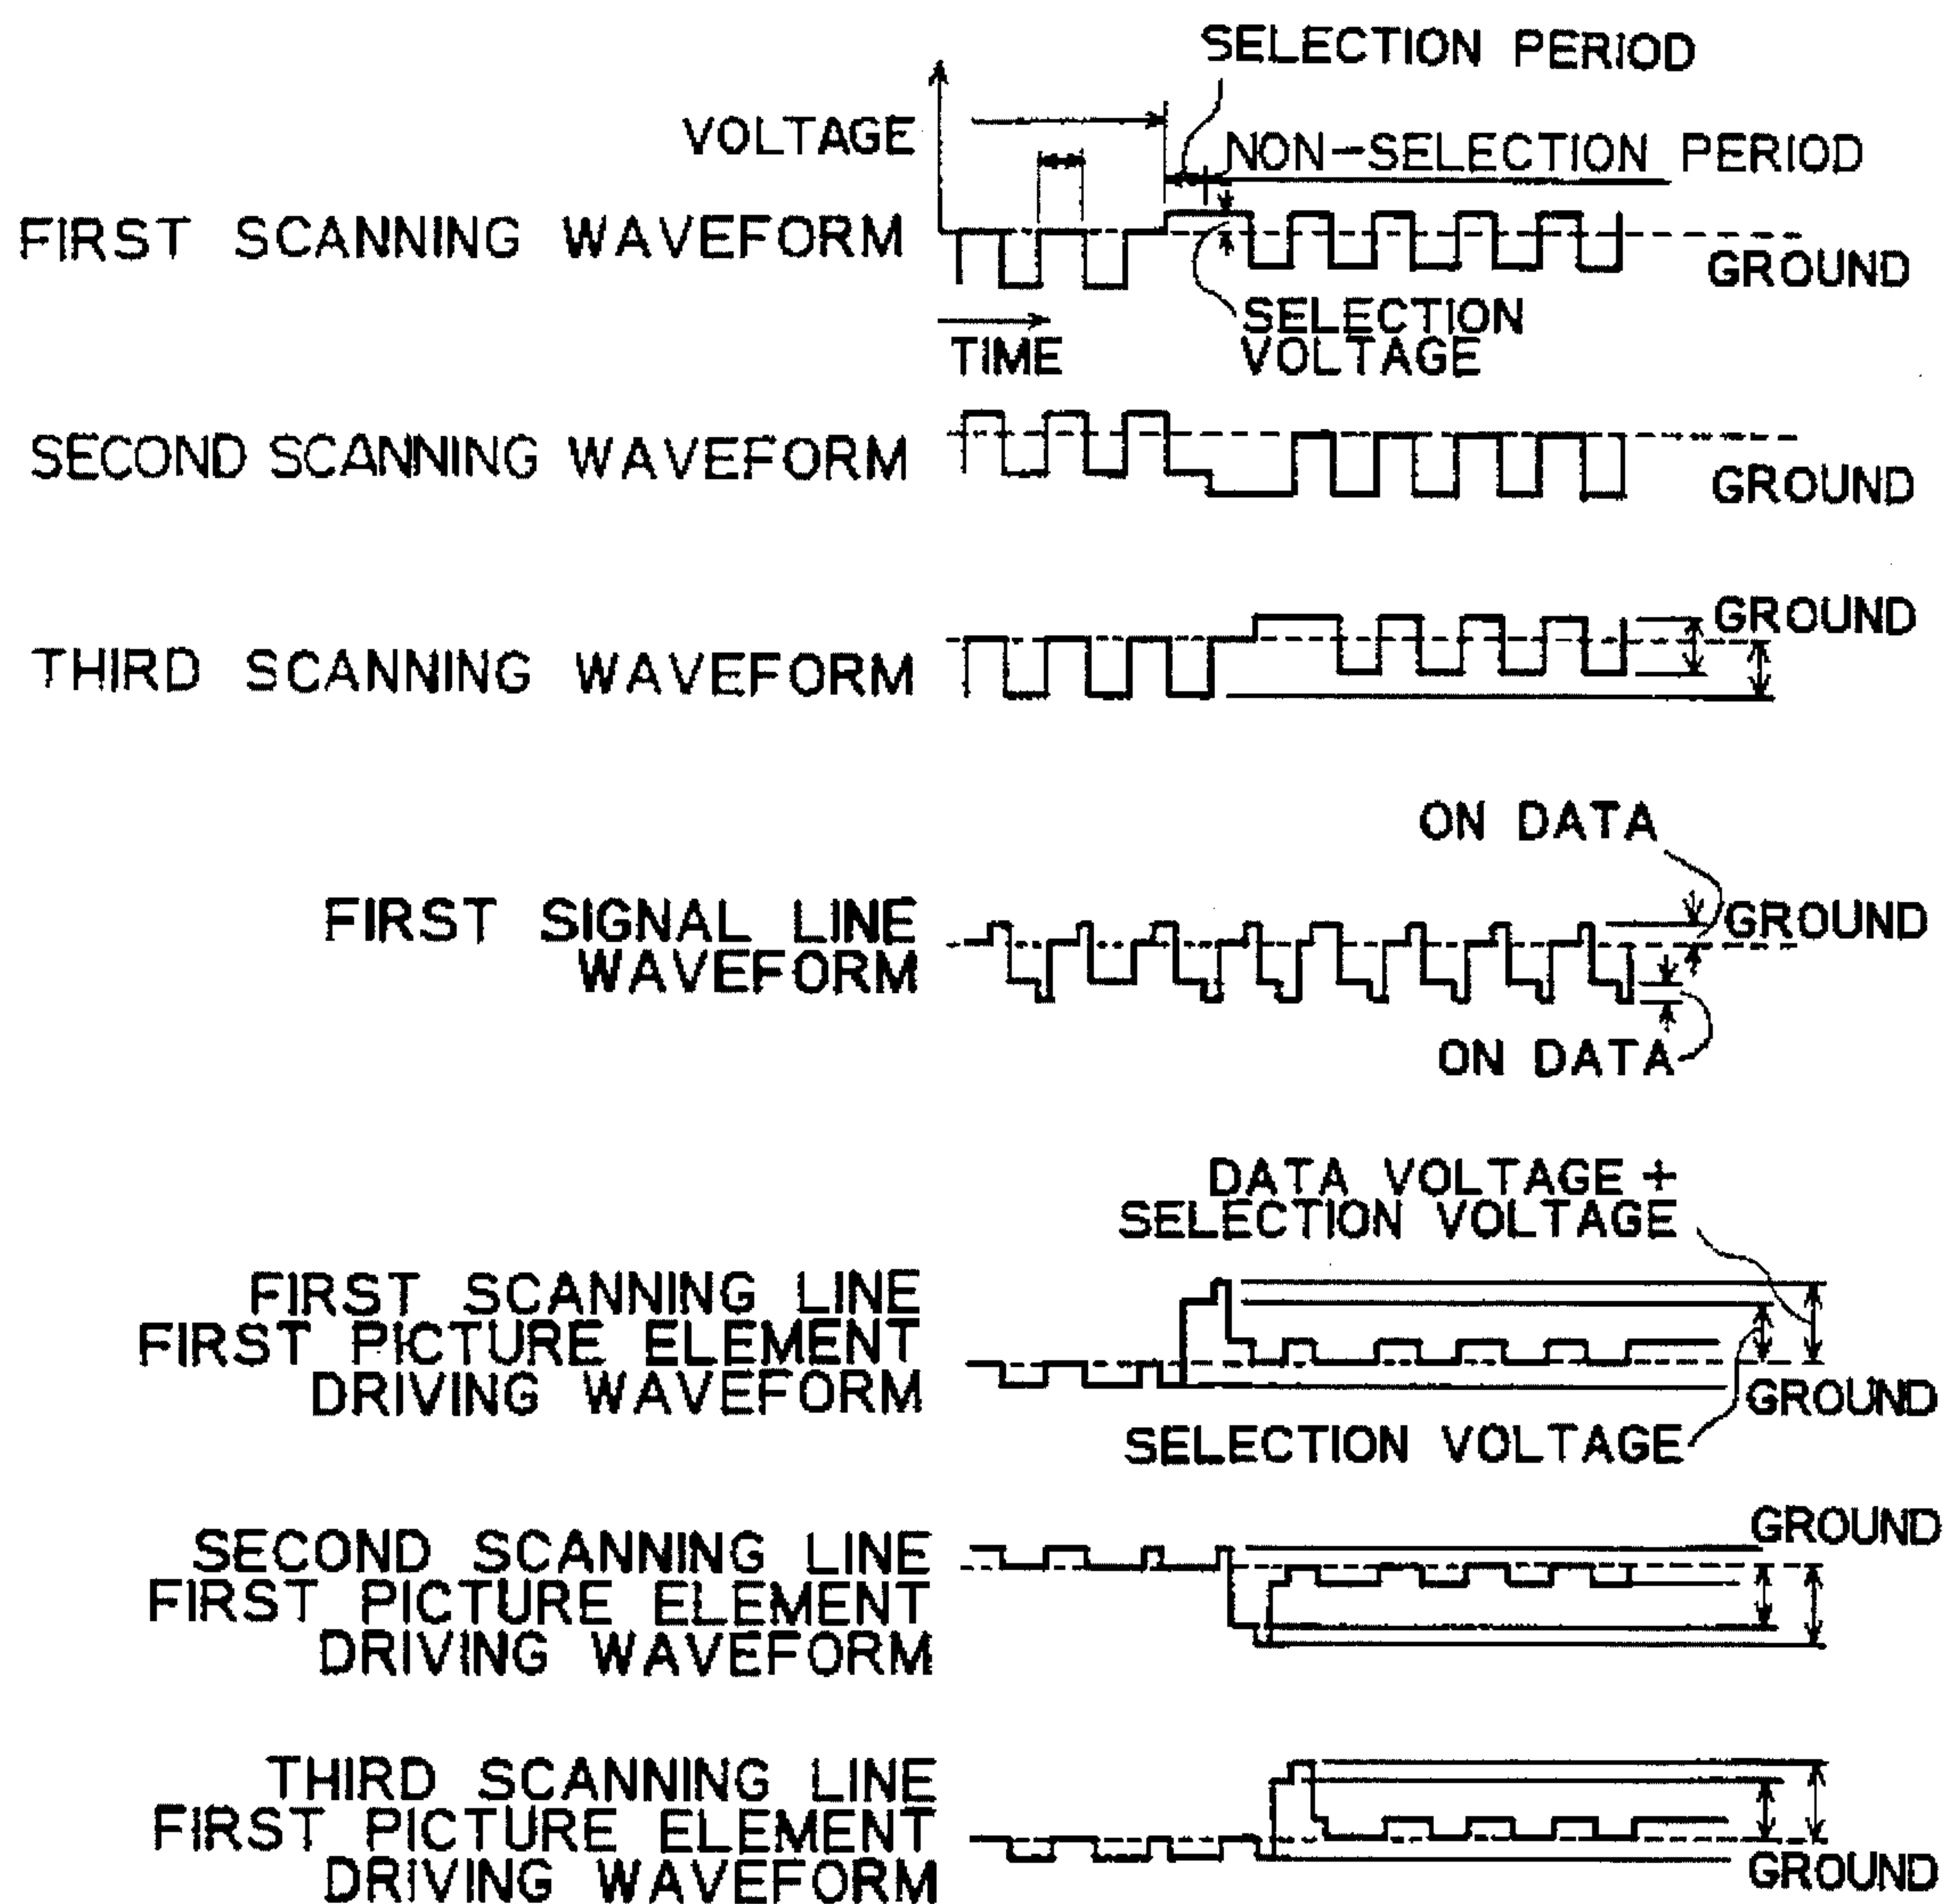 SELECTION PERIOD
VOLTAGE
NON-SELECTION PERIOD
FIRST SCANNING WAVEFORM
GROUND
SELECTION
VOLTAGE
TIME
SECOND SCANNING WAVEFORM
GROUND
GROUND
THIRD SCANNING WAVEFORM
ON DATA
FIRST SIGNAL LINE
WAVEFORM
GROUND
ON DATA
DATA VOLTAGE +
SELECTION VOLTAGE
FIRST SCANNING LINE
FIRST PICTURE ELEMENT
DRIVING WAVEFORM
GROUND
SELECTION VOLTAGE
GROUND
SECOND SCANNING LINE
FIRST PICTURE ELEMENT
DRIVING WAVEFORM
THIRD SCANNING LINE
FIRST PICTURE ELEMENT
DRIVING WAVEFORM
GROUND